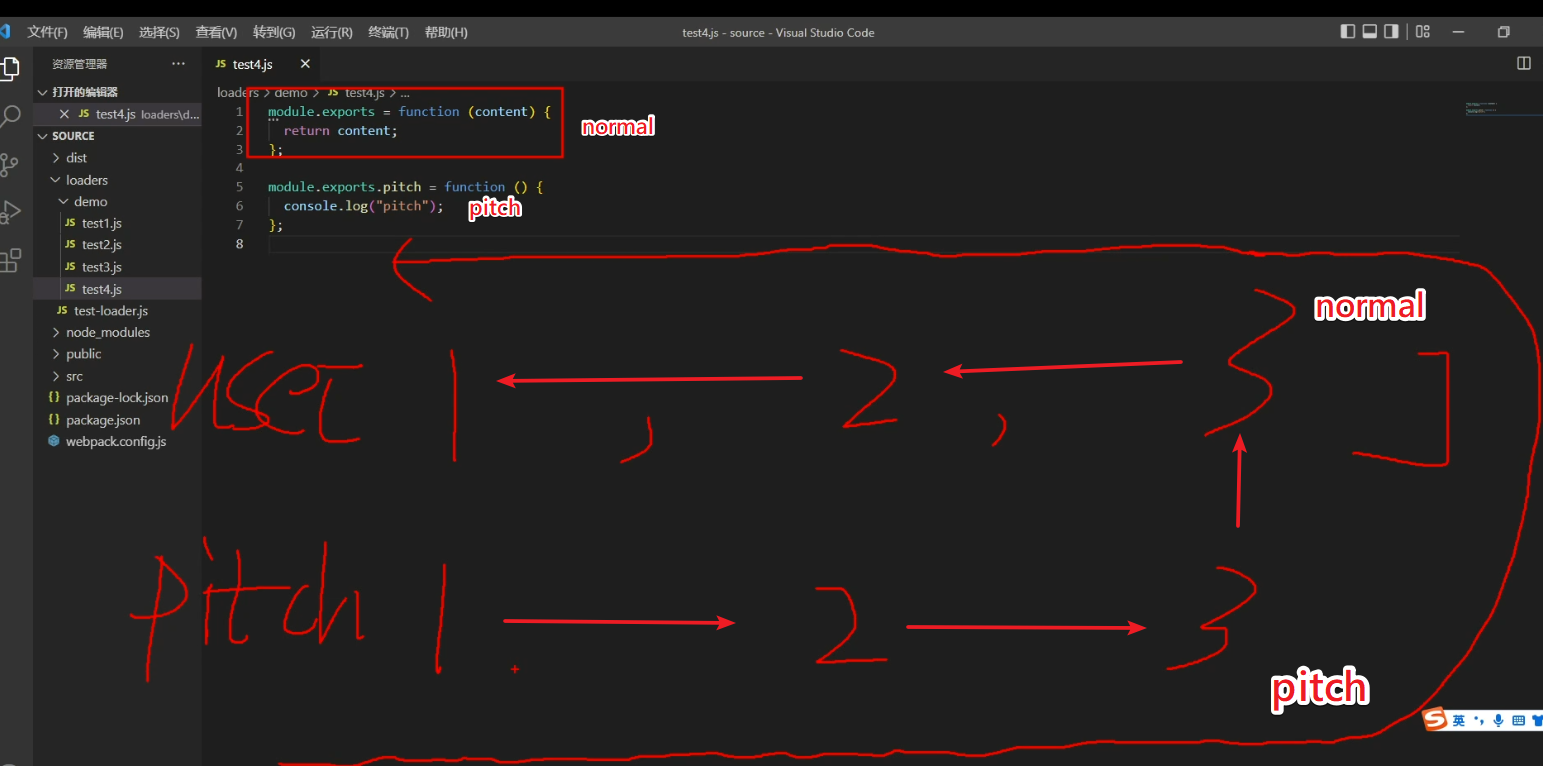 文件(F) 编辑(E) 选择(S) 查看(V) 转到(G) 运行(R) 终端(T) 帮助(H) test4.js - source - Visual Studio Code
资源管理器 ···
打开的编辑器
JS test4.js loaders\d...
SOURCE
dist
loaders
demo
JS test1.js
JS test2.js
JS test3.js
JS test4.js
JS test-loader.js
node_modules
public
src
{} package-lock.json
{} package.json
webpack.config.js
JS test4.js
loaders > demo > JS test4.js > ...
1 module.exports = function (content) {
2 return content;
3 };
4
5 module.exports.pitch = function () {
6 console.log("pitch");
7 };
8
normal
pitch
normal
use [ 1 , 2 , 3 ]
pitch 1 2 3
pitch
S 英